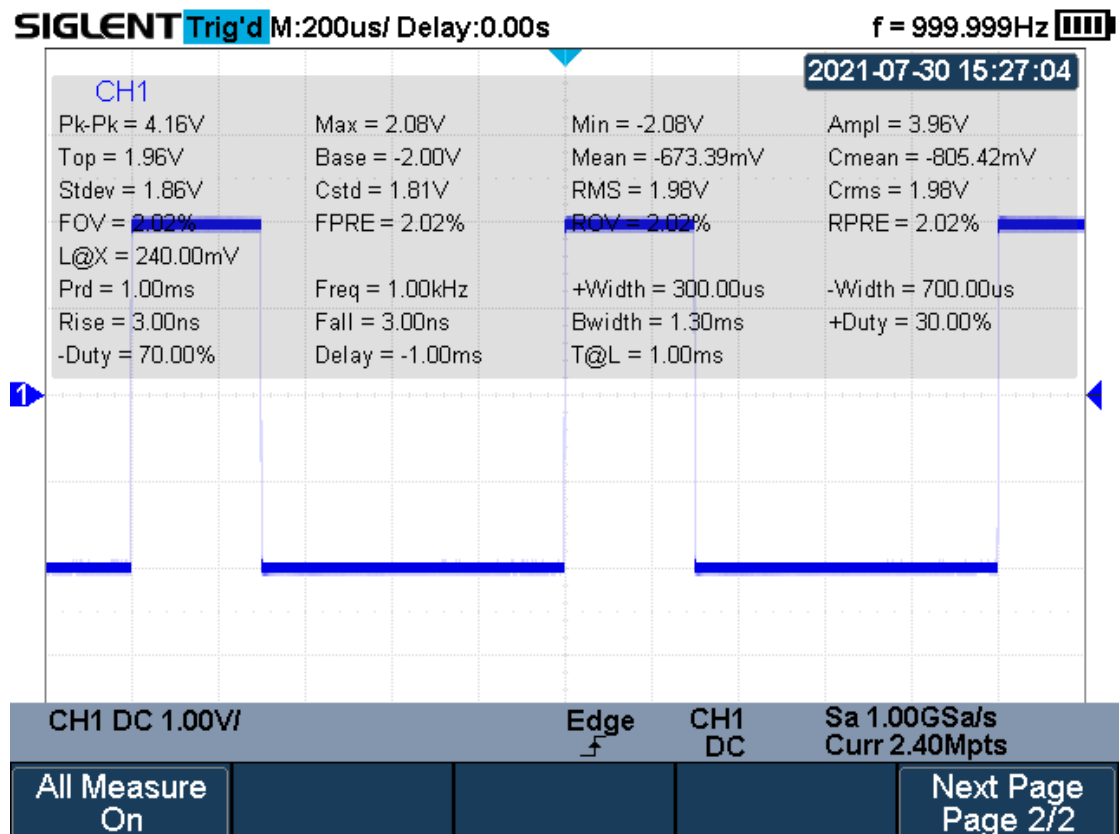 SIGLENT Trig'd M:200us/ Delay:0.00s f = 999.999Hz
2021-07-30 15:27:04
CH1
Pk-Pk = 4.16V Max = 2.08V Min = -2.08V Ampl = 3.96V
Top = 1.96V Base = -2.00V Mean = -673.39mV Cmean = -805.42mV
Stdev = 1.86V Cstd = 1.81V RMS = 1.98V Crms = 1.98V
FOV = 2.02% FPRE = 2.02% ROV = 2.02% RPRE = 2.02%
L@X = 240.00mV
Prd = 1.00ms Freq = 1.00kHz +Width = 300.00us -Width = 700.00us
Rise = 3.00ns Fall = 3.00ns Bwidth = 1.30ms +Duty = 30.00%
-Duty = 70.00% Delay = -1.00ms T@L = 1.00ms
1
CH1 DC 1.00V/ Edge CH1 Sa 1.00GSa/s
DC Curr 2.40Mpts
All Measure Next Page
On Page 2/2